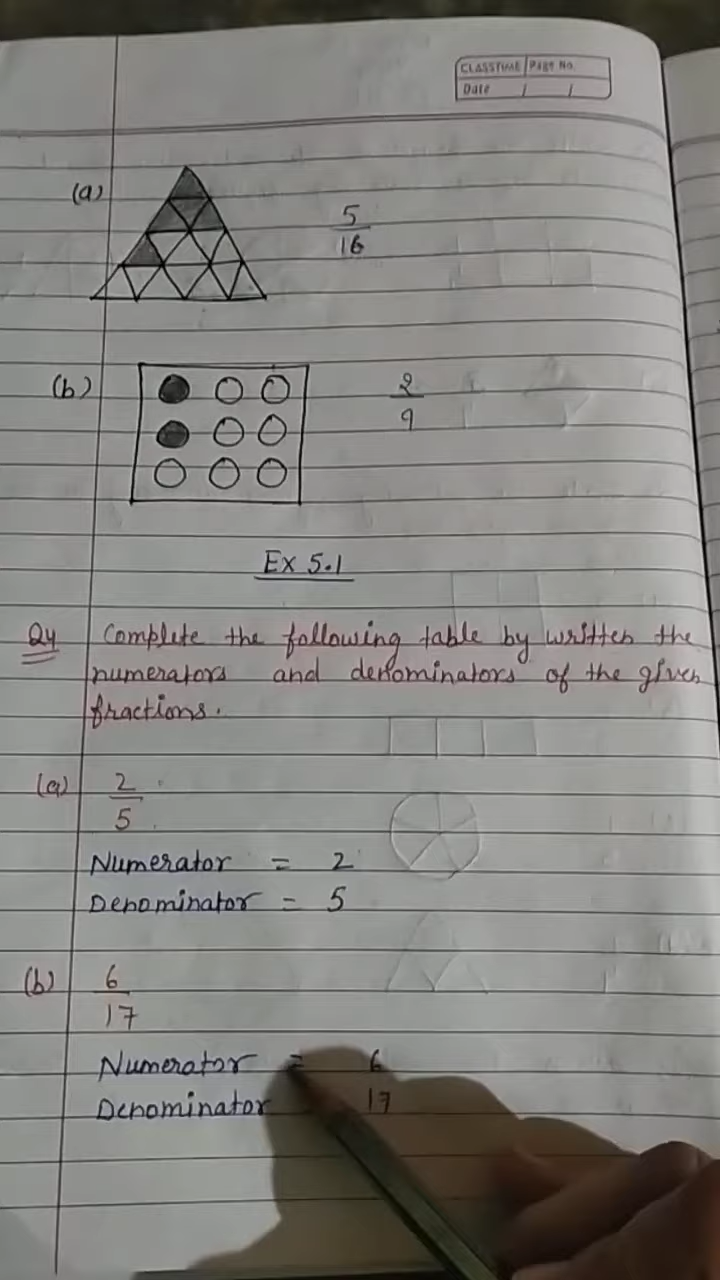 CLASSTIME Page No.
Date / /
(a) 5/16
(b) 2/9
Ex 5.1
Q4 Complete the following table by written the
numerators and denominators of the given
fractions.
(a) 2/5
Numerator = 2
Denominator = 5
(b) 6/17
Numerator = 6
Denominator 17